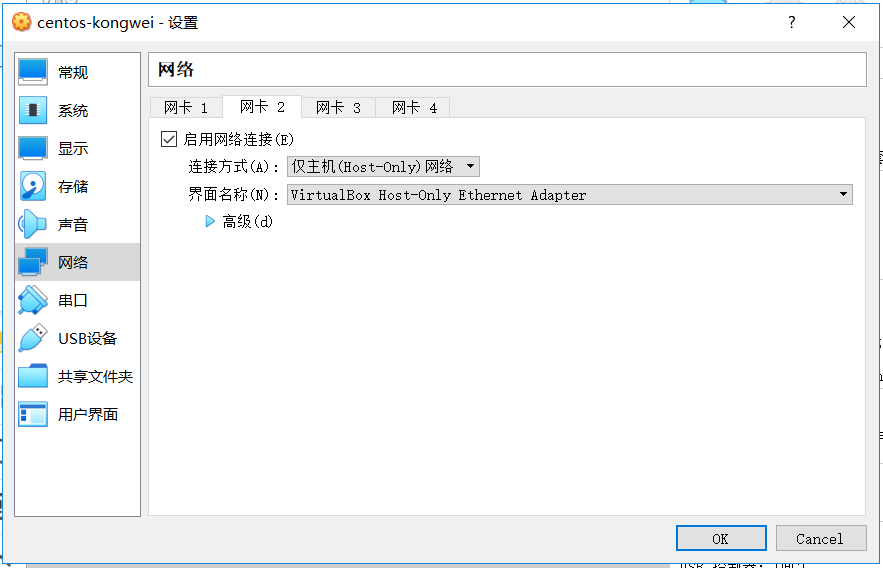 centos-kongwei - 设置
?
常规
系统
显示
存储
声音
网络
串口
USB设备
共享文件夹
用户界面
网络
网卡 1
网卡 2
网卡 3
网卡 4
启用网络连接(E)
连接方式(A): 仅主机(Host-Only)网络
界面名称(N): VirtualBox Host-Only Ethernet Adapter
高级(d)
OK
Cancel